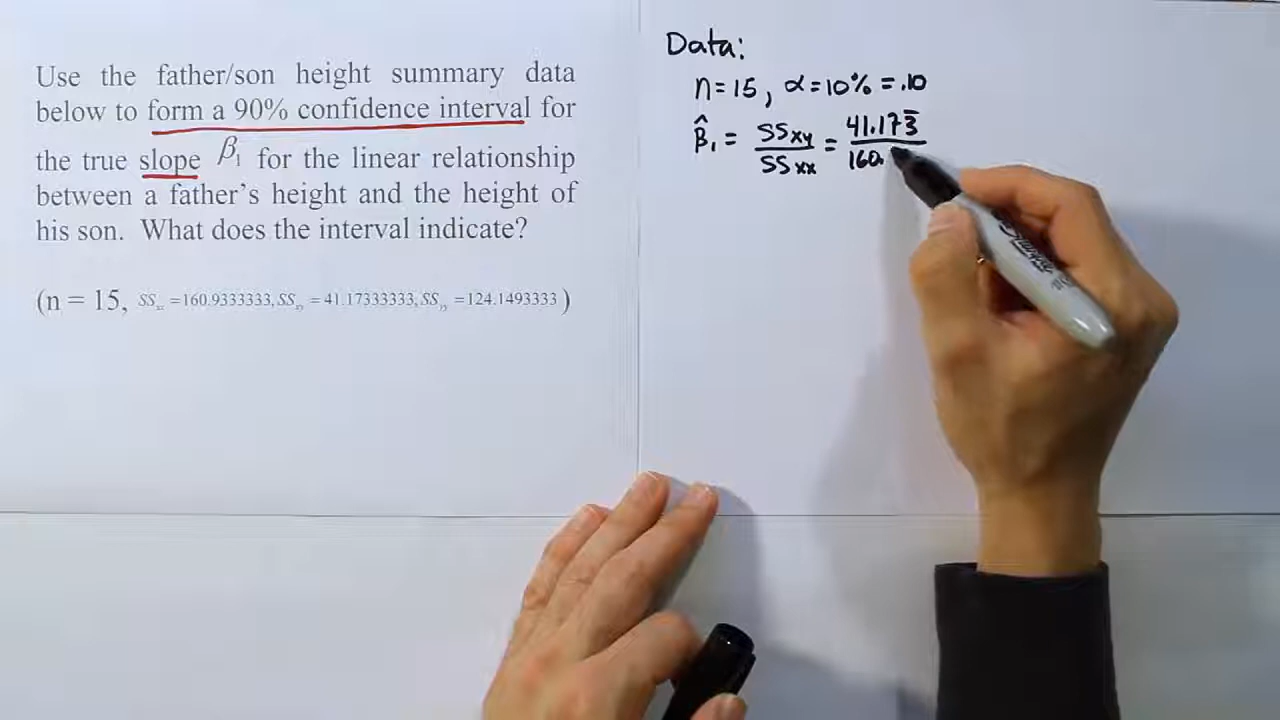 Use the father/son height summary data
below to form a 90% confidence interval for
the true slope β₁ for the linear relationship
between a father's height and the height of
his son. What does the interval indicate?
(n = 15, SSₓₓ =160.9333333, SSₓᵧ = 41.17333333, SSᵧᵧ =124.1493333 )
Data:
n=15, α=10% =.10
β̂₁ = SSxy / SSxx = 41.173̅ / 160.